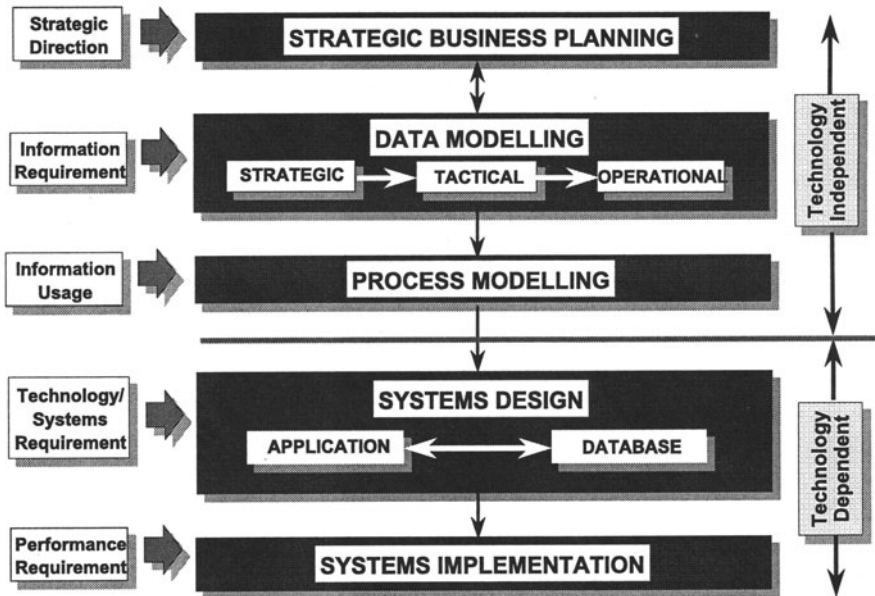 Strategic
Direction
STRATEGIC BUSINESS PLANNING
Information
Requirement
DATA MODELLING
STRATEGIC
TACTICAL
OPERATIONAL
Technology
Independent
Information
Usage
PROCESS MODELLING
Technology/
Systems
Requirement
SYSTEMS DESIGN
APPLICATION
DATABASE
Technology
Dependent
Performance
Requirement
SYSTEMS IMPLEMENTATION